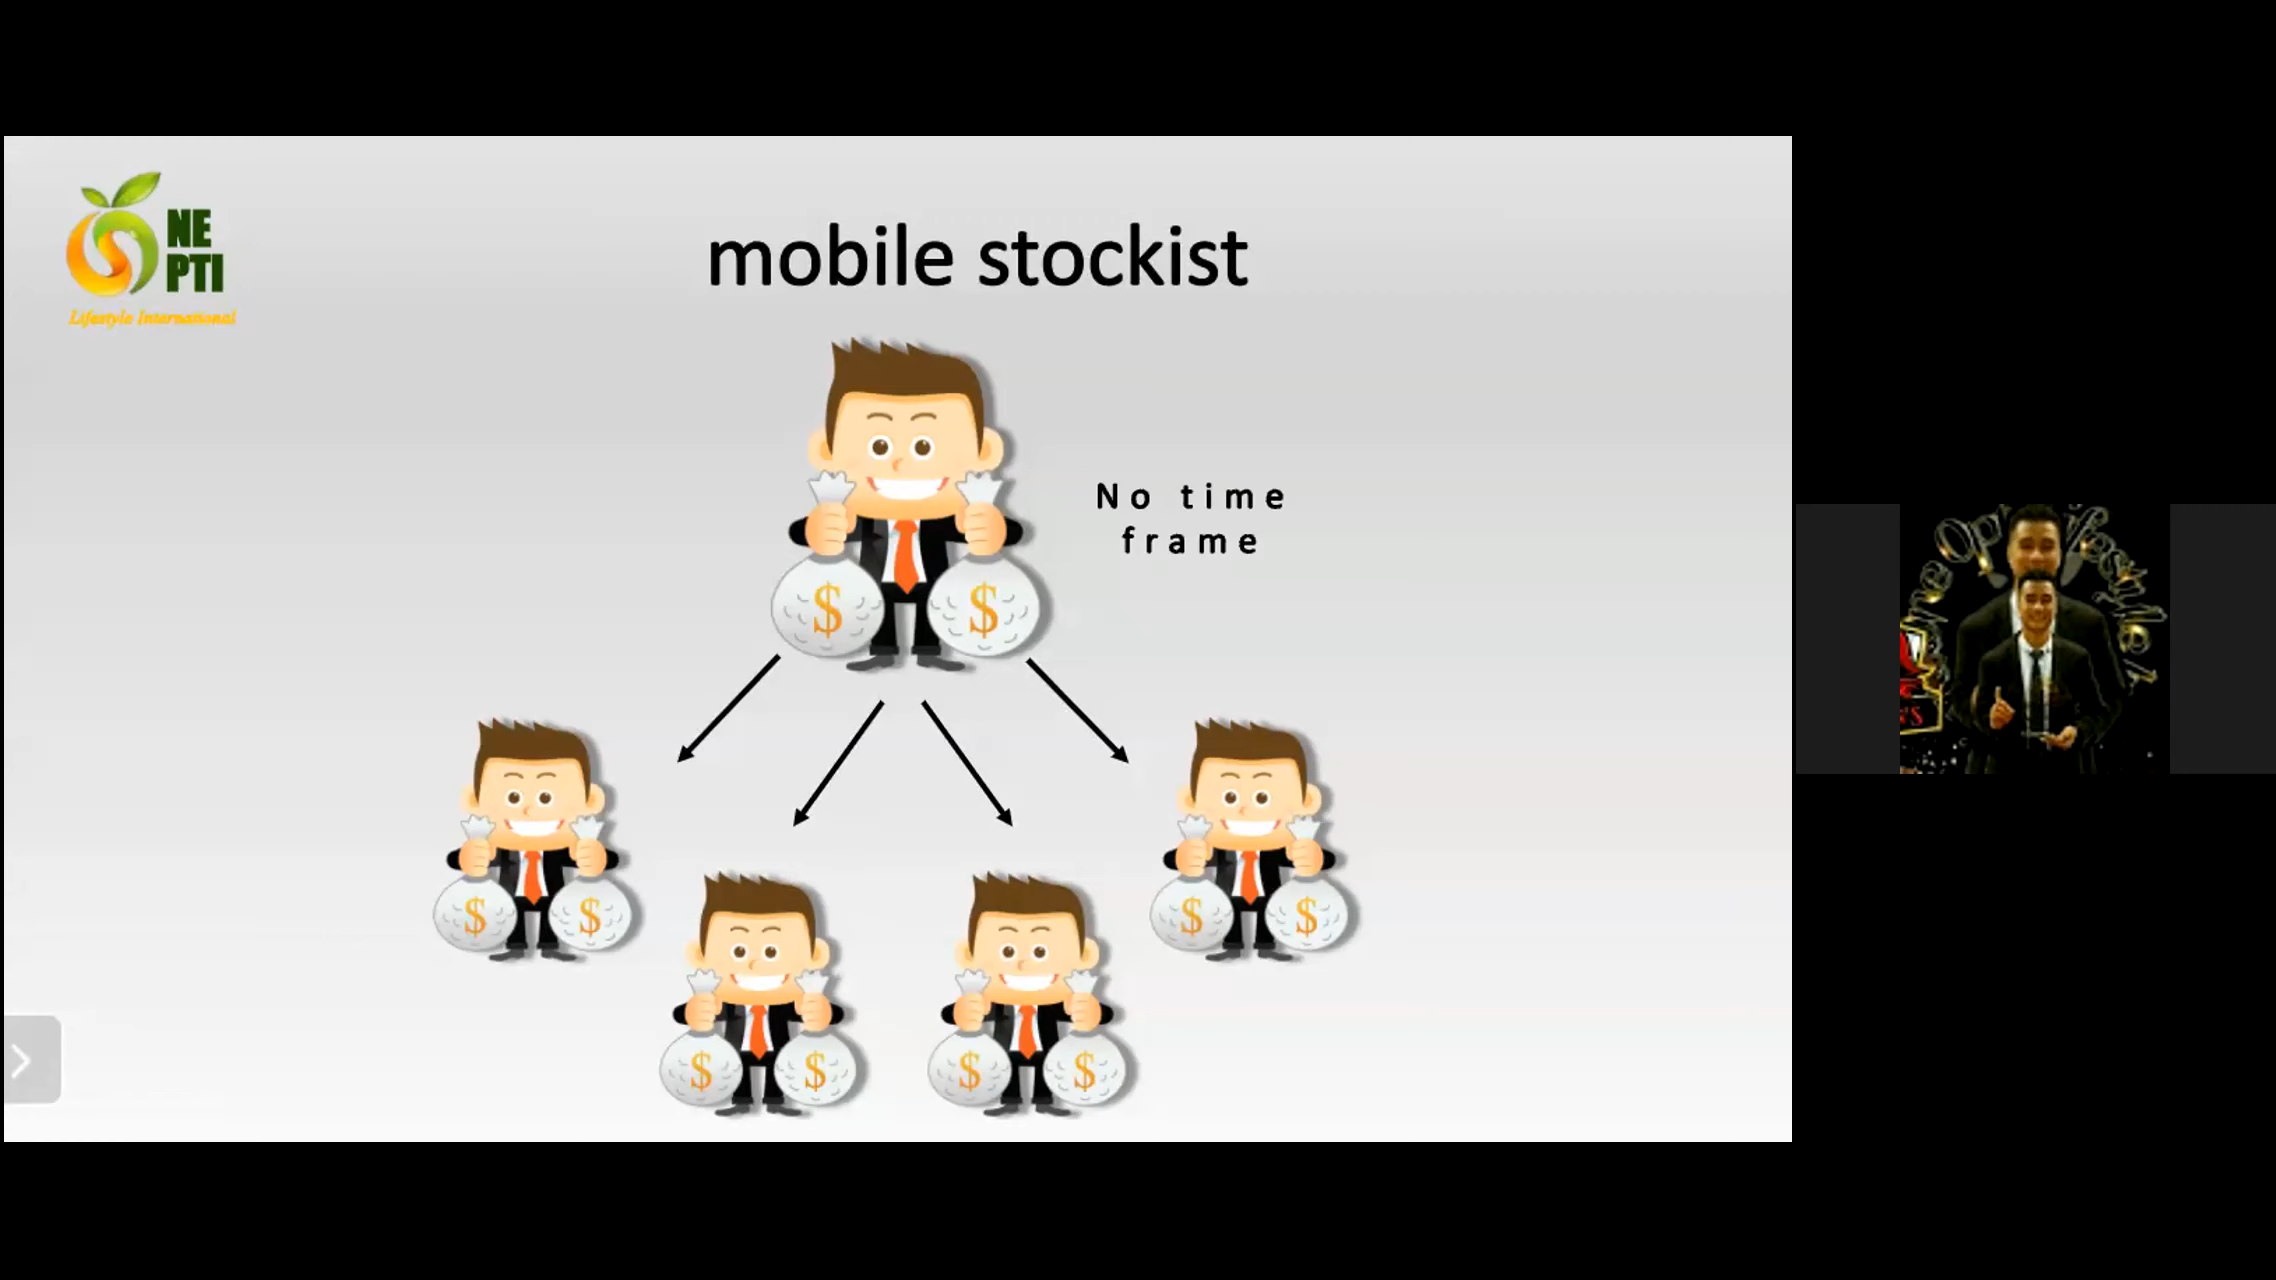 NE
PTI
Lifestyle International
mobile stockist
No time
frame
$ $
$ $
$ $
$ $
$ $